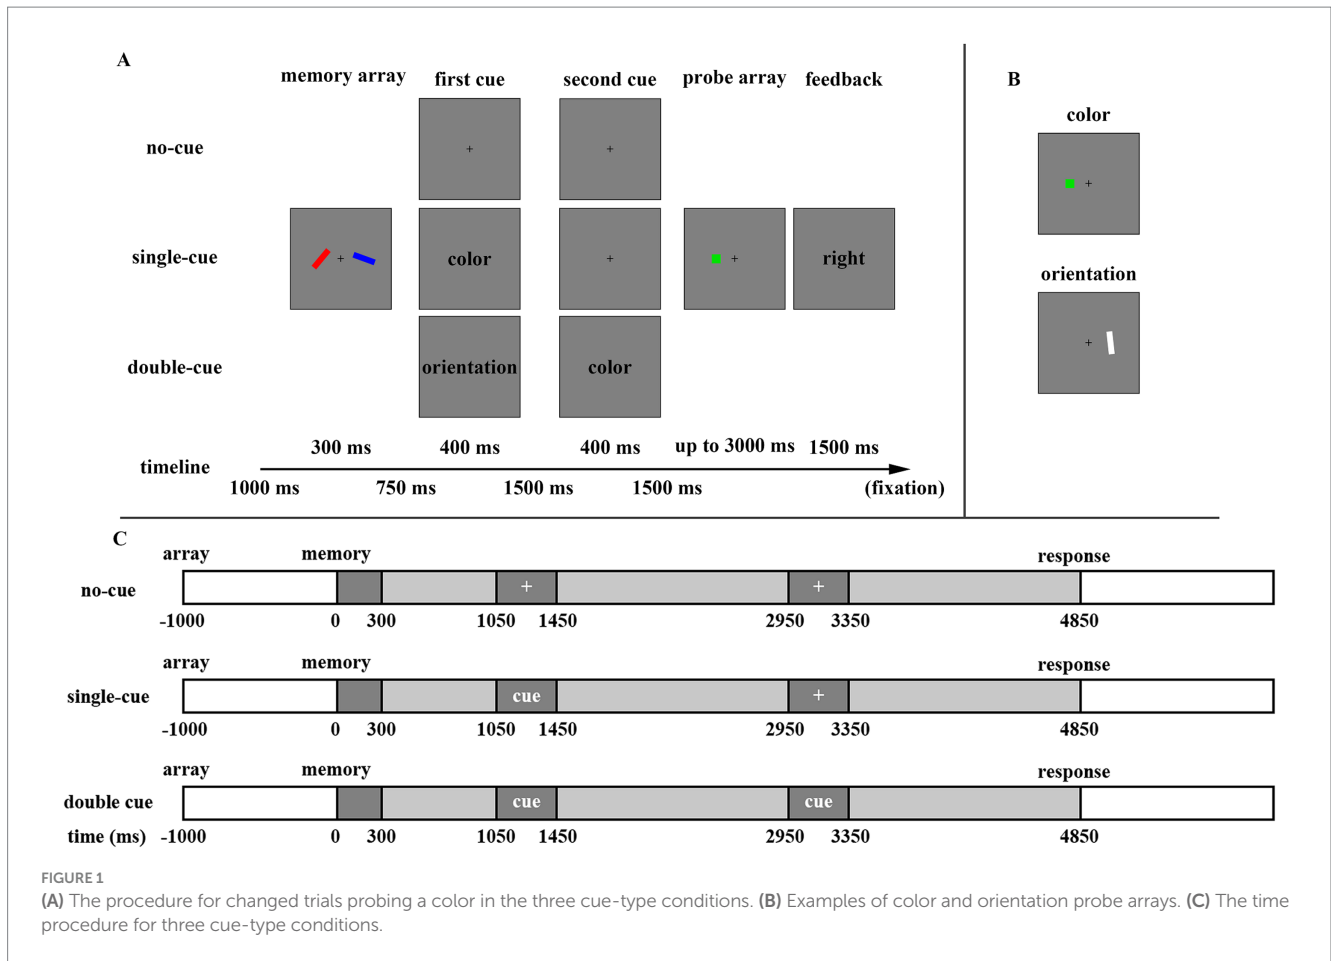 A
memory array first cue second cue probe array feedback
no-cue
+ +
single-cue
+ color + + right
double-cue
orientation color
300 ms 400 ms 400 ms up to 3000 ms 1500 ms
timeline
1000 ms 750 ms 1500 ms 1500 ms (fixation)
B
color
+
orientation
+
C
array memory response
no-cue + +
-1000 0 300 1050 1450 2950 3350 4850
array memory response
single-cue cue +
-1000 0 300 1050 1450 2950 3350 4850
array memory response
double cue cue cue
time (ms) -1000 0 300 1050 1450 2950 3350 4850
FIGURE 1
(A) The procedure for changed trials probing a color in the three cue-type conditions. (B) Examples of color and orientation probe arrays. (C) The time
procedure for three cue-type conditions.